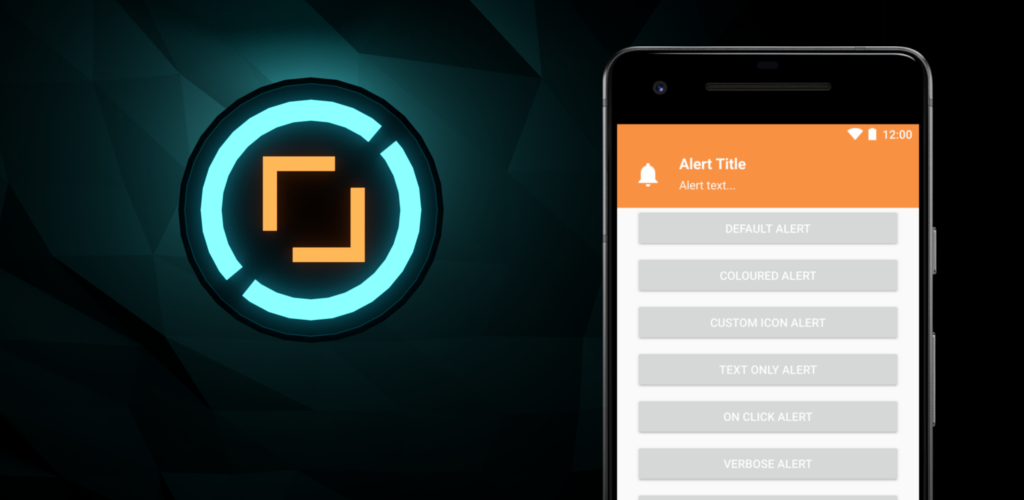 12:00
Alert Title
Alert text...
DEFAULT ALERT
COLOURED ALERT
CUSTOM ICON ALERT
TEXT ONLY ALERT
ON CLICK ALERT
VERBOSE ALERT